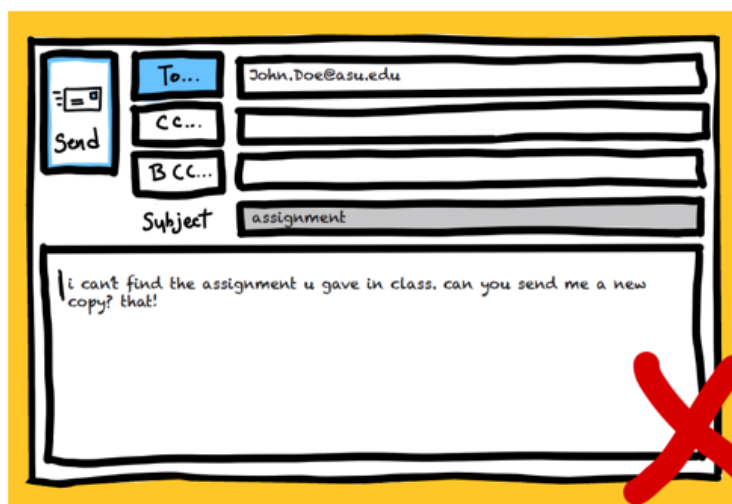 To...
John.Doe@asu.edu
CC...
Send
BCC...
Subject
assignment
i can't find the assignment u gave in class. can you send me a new
copy? that!